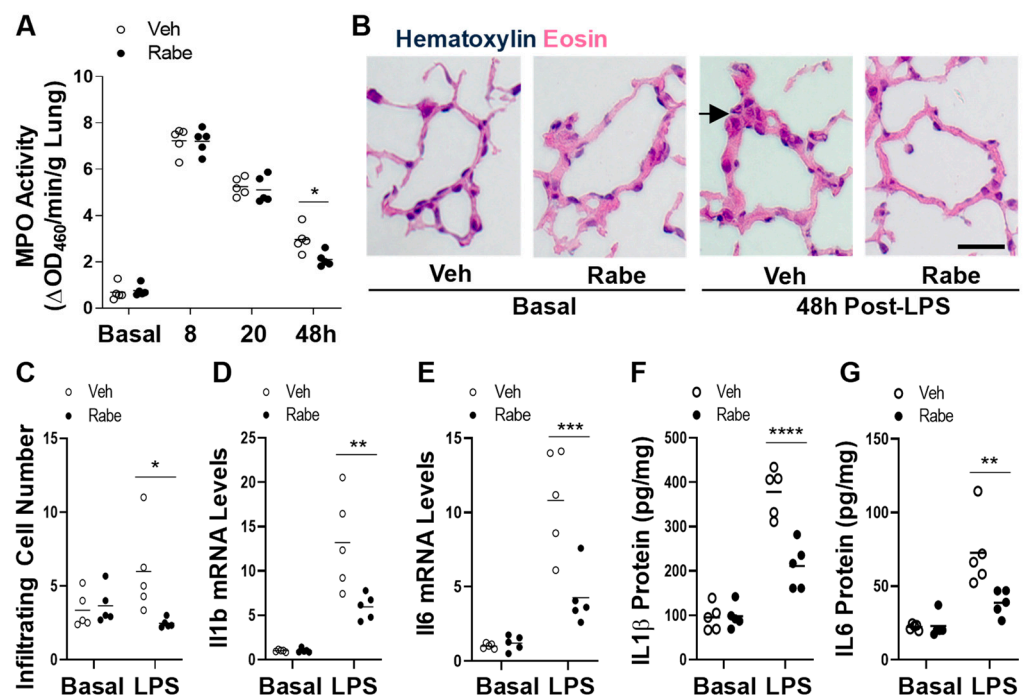 A
Veh
Rabe
MPO Activity
(ΔOD460/min/g Lung)
10
8
6
4
2
0
*
Basal 8 20 48h
B
Hematoxylin Eosin
Veh Rabe Veh Rabe
Basal 48h Post-LPS
C
Veh
Rabe
Infiltrating Cell Number
15
10
5
0
*
Basal LPS
D
Veh
Rabe
Il1b mRNA Levels
25
20
15
10
5
0
**
Basal LPS
E
Veh
Rabe
Il6 mRNA Levels
15
10
5
0
***
Basal LPS
F
Veh
Rabe
IL1β Protein (pg/mg)
500
400
300
200
100
0
****
Basal LPS
G
Veh
Rabe
IL6 Protein (pg/mg)
150
100
50
0
**
Basal LPS